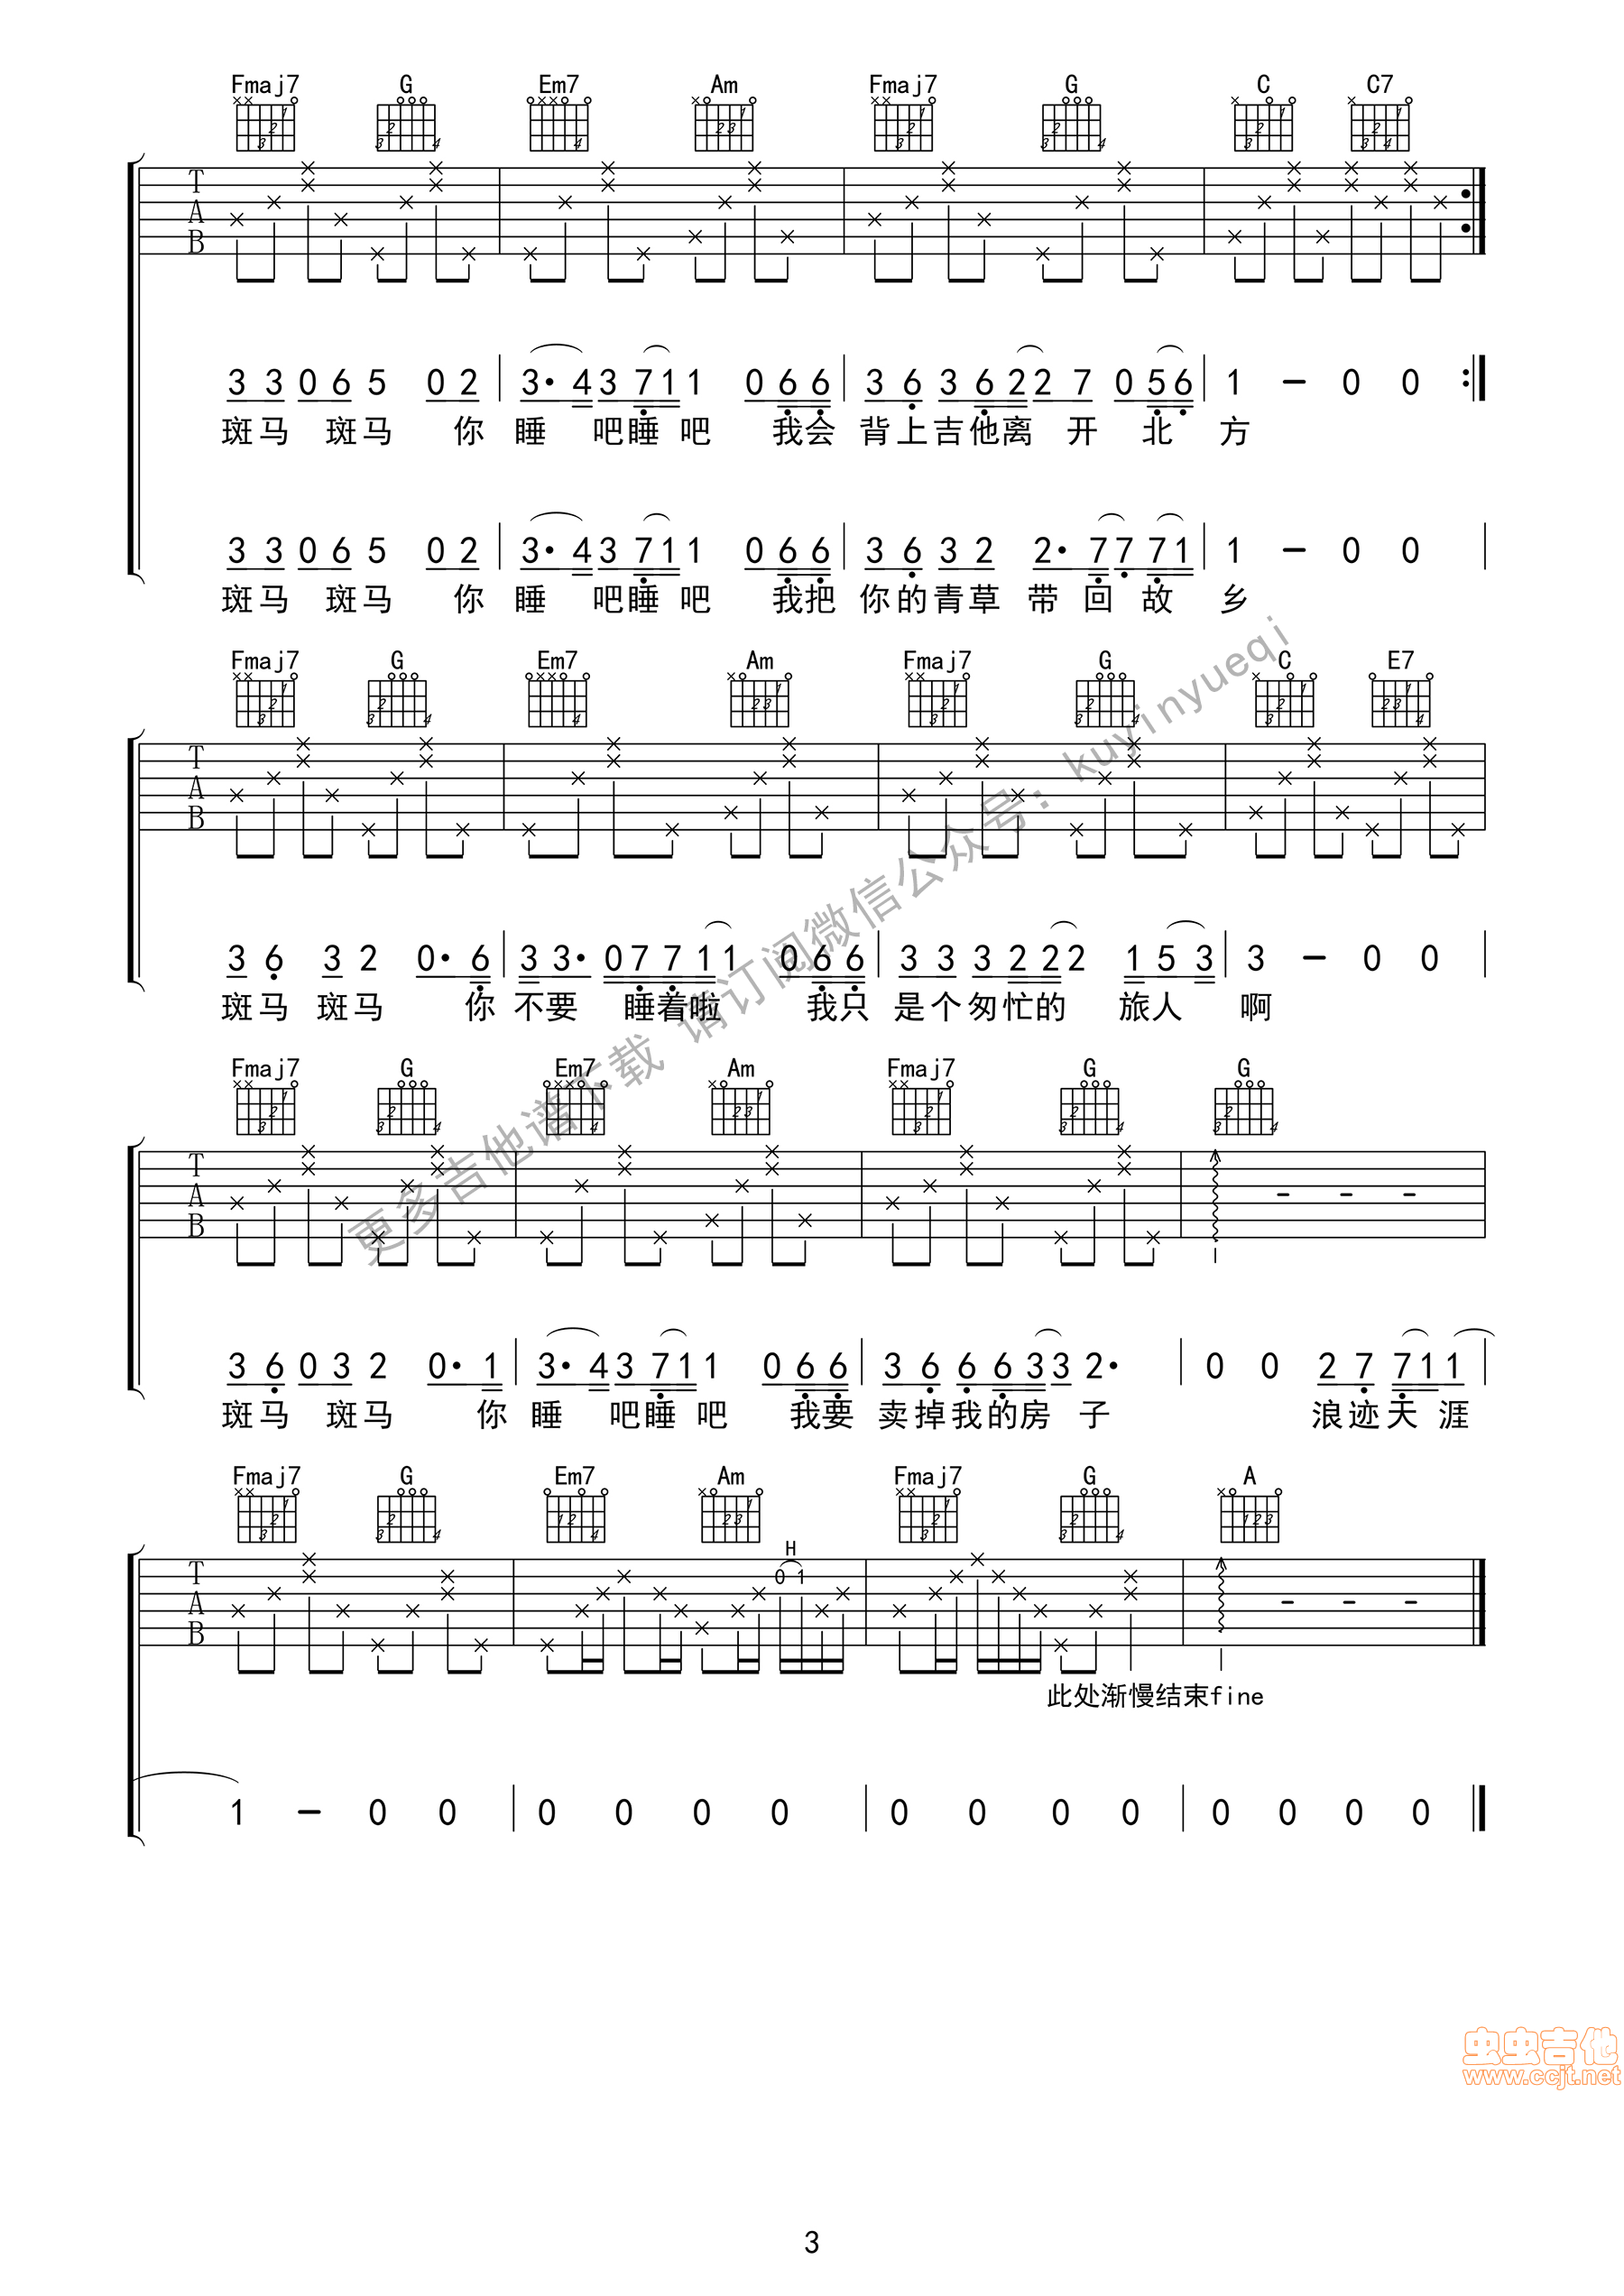 Fmaj7 G Em7 Am Fmaj7 G C C7
T
A
B
3 3 0 6 5 0 2 3· 4 3 7 1 1 0 6 6 3 6 3 6 2 2 7 0 5 6 1 - 0 0
斑马 斑马 你 睡 吧睡 吧 我会 背上吉他离 开 北 方
3 3 0 6 5 0 2 3· 4 3 7 1 1 0 6 6 3 6 3 2 2· 7 7 7 1 1 - 0 0
斑马 斑马 你 睡 吧睡 吧 我把 你的青草 带 回 故 乡
Fmaj7 G Em7 Am Fmaj7 G C E7
T
A
B
3 6 3 2 0· 6 3 3· 0 7 7 1 1 0 6 6 3 3 3 2 2 2 1 5 3 3 - 0 0
斑马 斑马 你 不要 睡着啦 我只 是个匆忙的 旅人 啊
Fmaj7 G Em7 Am Fmaj7 G G
T
A
B
3 6 0 3 2 0· 1 3· 4 3 7 1 1 0 6 6 3 6 6 6 3 3 2· 0 0 2 7 7 1 1
斑马 斑马 你 睡 吧睡 吧 我要 卖掉我的房 子 浪迹天 涯
Fmaj7 G Em7 Am Fmaj7 G A
H
0 1
T
A
B
此处渐慢结束fine
1 - 0 0 0 0 0 0 0 0 0 0 0 0 0 0
更多吉他谱下载 请订阅微信公众号：kuyinyueqi
虫虫吉他
www.ccjt.net
3